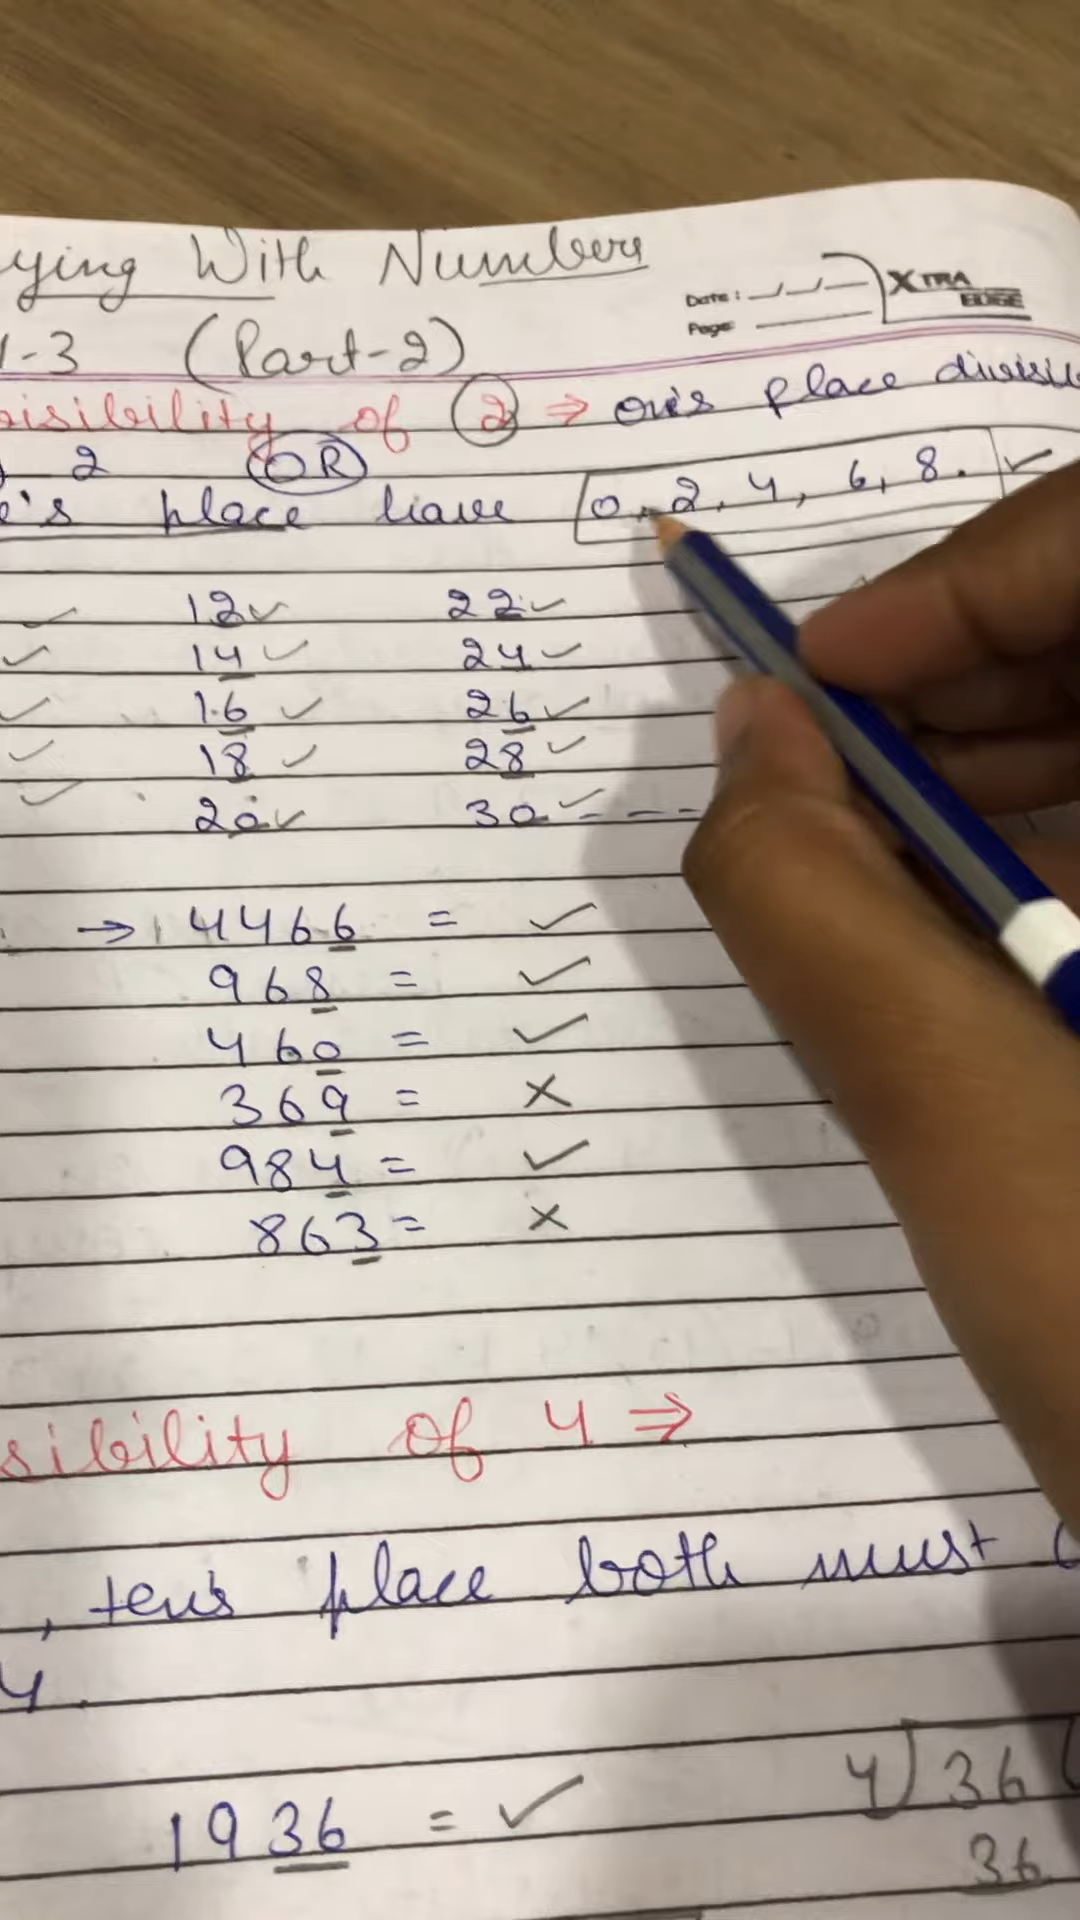 ying With Numbers
Date : XTRA EDGE
Page
1-3 (Part-2)
isibility of 2 ⇒ one's place divisi
2 OR
e's place have 0, 2, 4, 6, 8. ✓
✓ 12 ✓ 22 ✓
✓ 14 ✓ 24 ✓
✓ 16 ✓ 26 ✓
✓ 18 ✓ 28 ✓
✓ 20 ✓ 30 ✓ - - -
→ 4466 = ✓
968 = ✓
460 = ✓
369 = ×
984 = ✓
863 = ×
sibility of 4 ⇒
, ten's place both must
4.
1936 = ✓ 4)36(
36